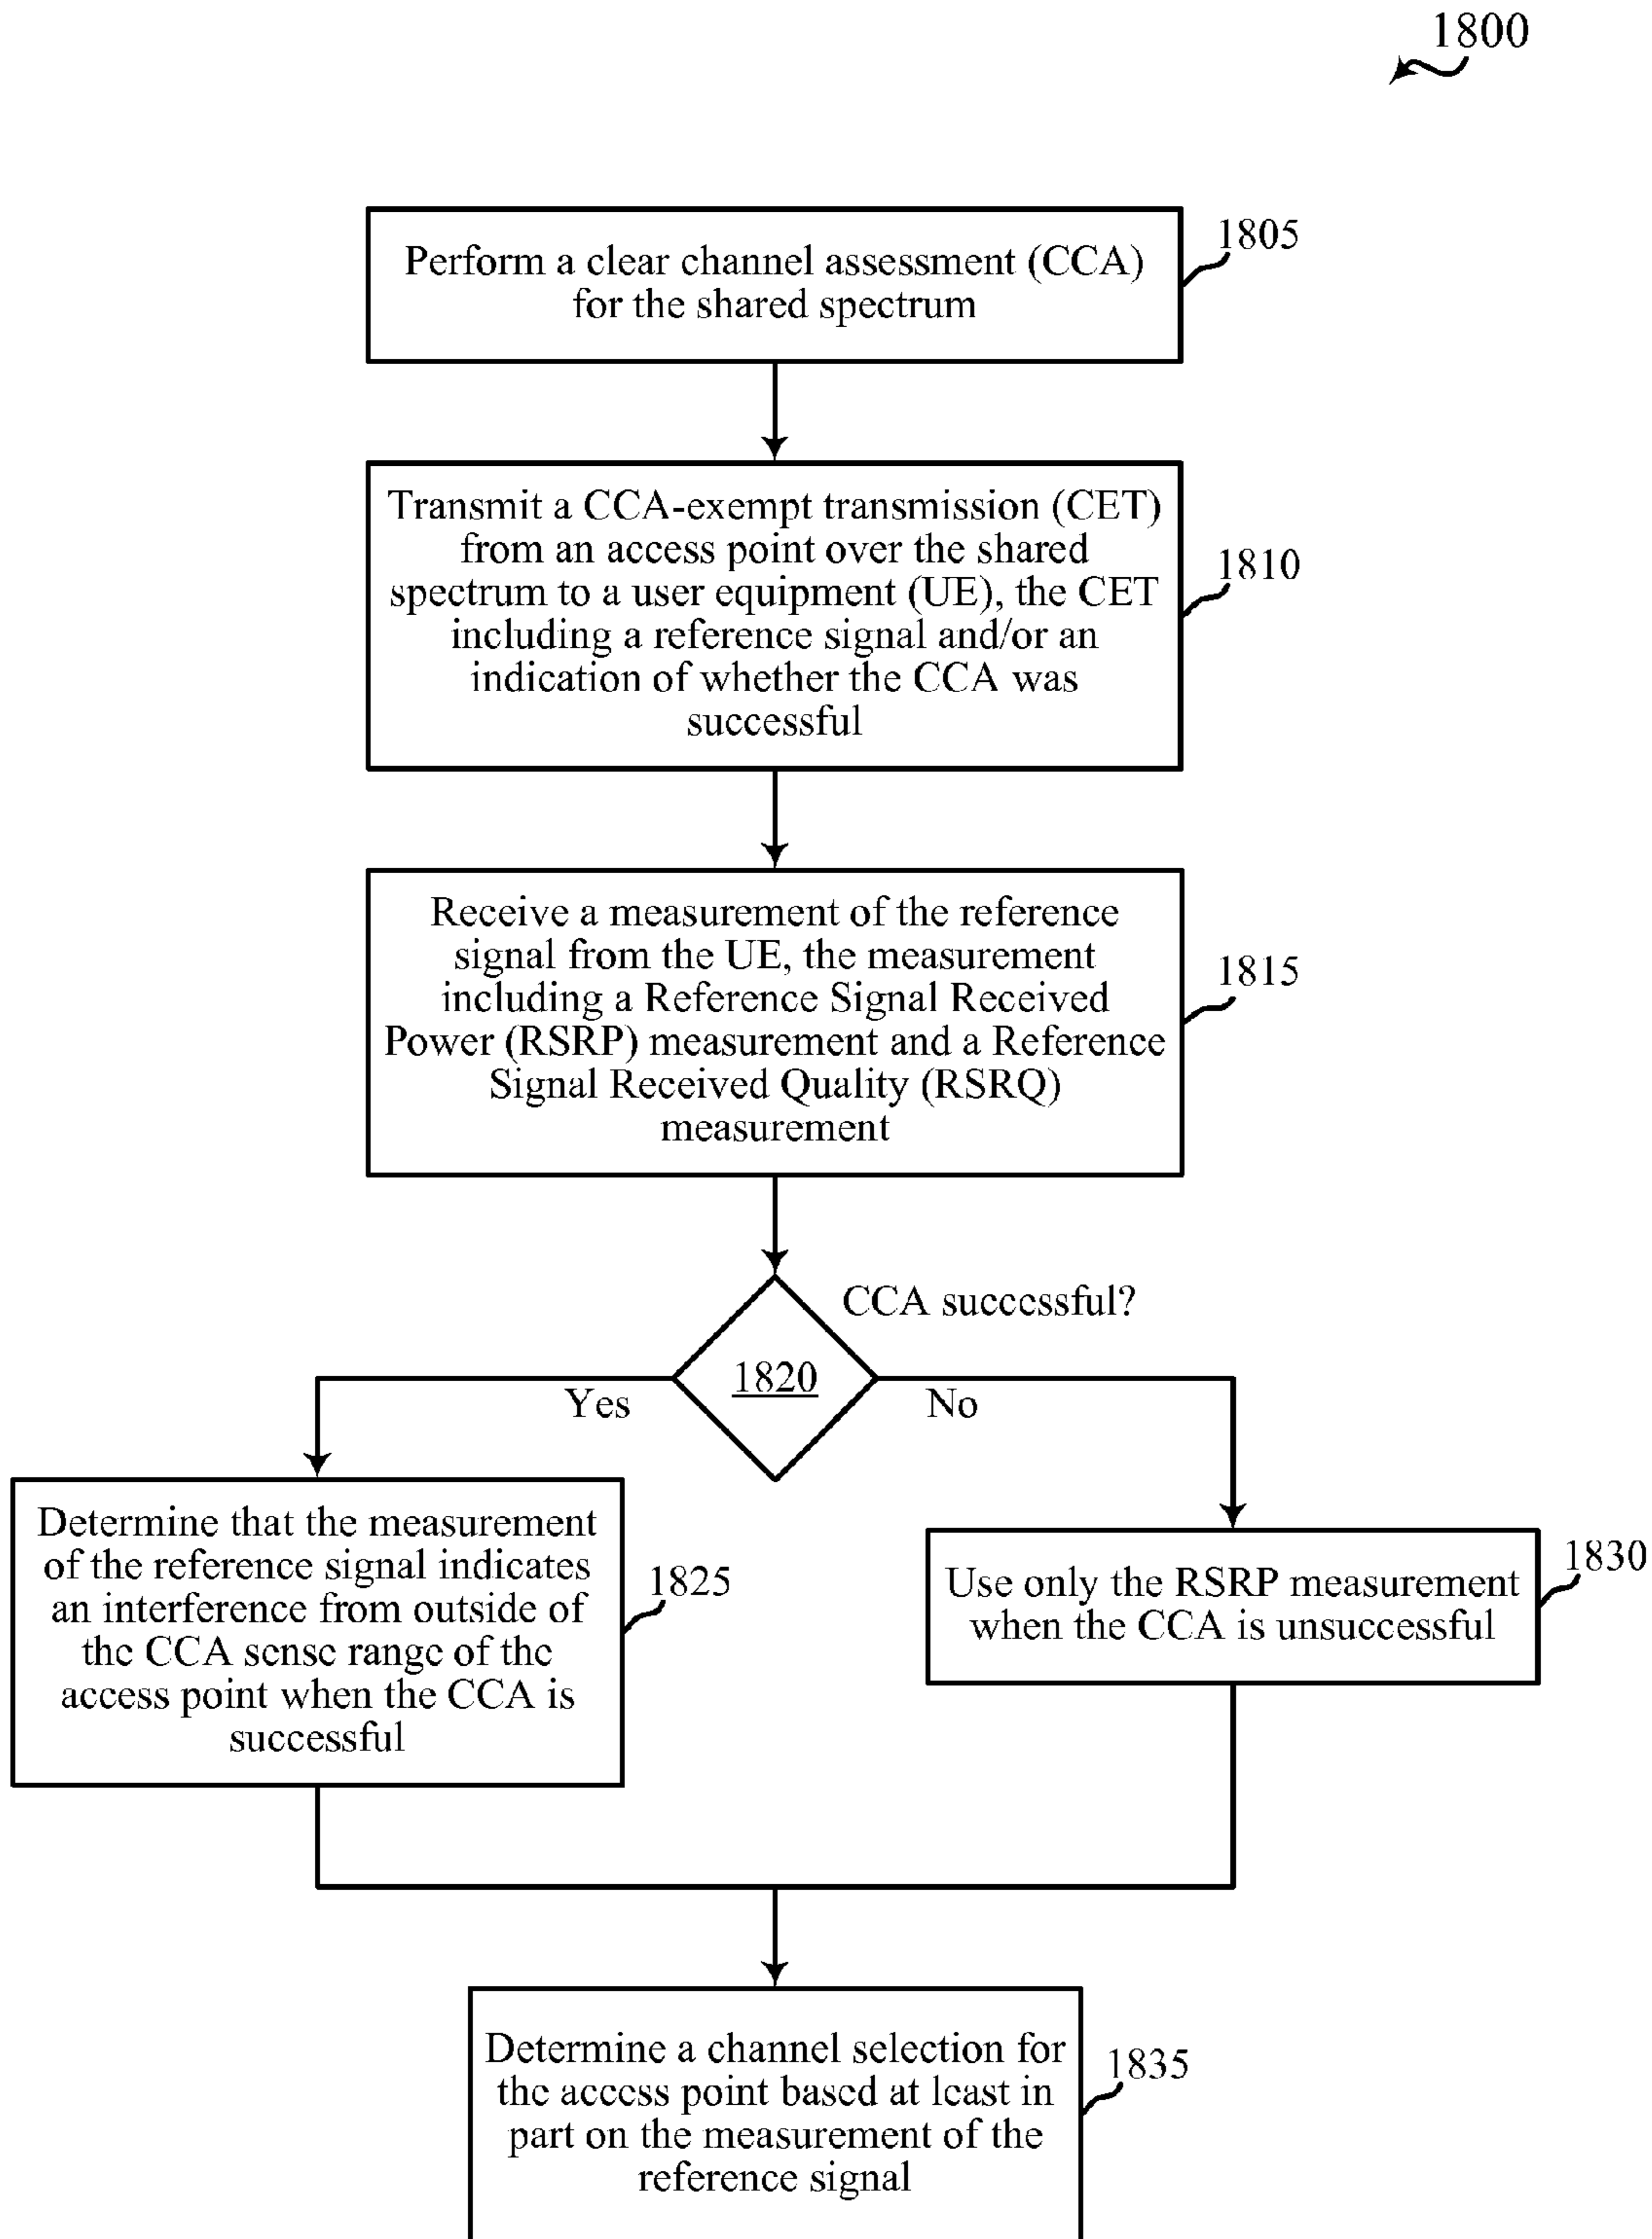 1800
Perform a clear channel assessment (CCA)
for the shared spectrum
1805
Transmit a CCA-exempt transmission (CET)
from an access point over the shared
spectrum to a user equipment (UE), the CET
including a reference signal and/or an
indication of whether the CCA was
successful
1810
Receive a measurement of the reference
signal from the UE, the measurement
including a Reference Signal Received
Power (RSRP) measurement and a Reference
Signal Received Quality (RSRQ)
measurement
1815
CCA successful?
1820
Yes
No
Determine that the measurement
of the reference signal indicates
an interference from outside of
the CCA sense range of the
access point when the CCA is
successful
1825
Use only the RSRP measurement
when the CCA is unsuccessful
1830
Determine a channel selection for
the access point based at least in
part on the measurement of the
reference signal
1835